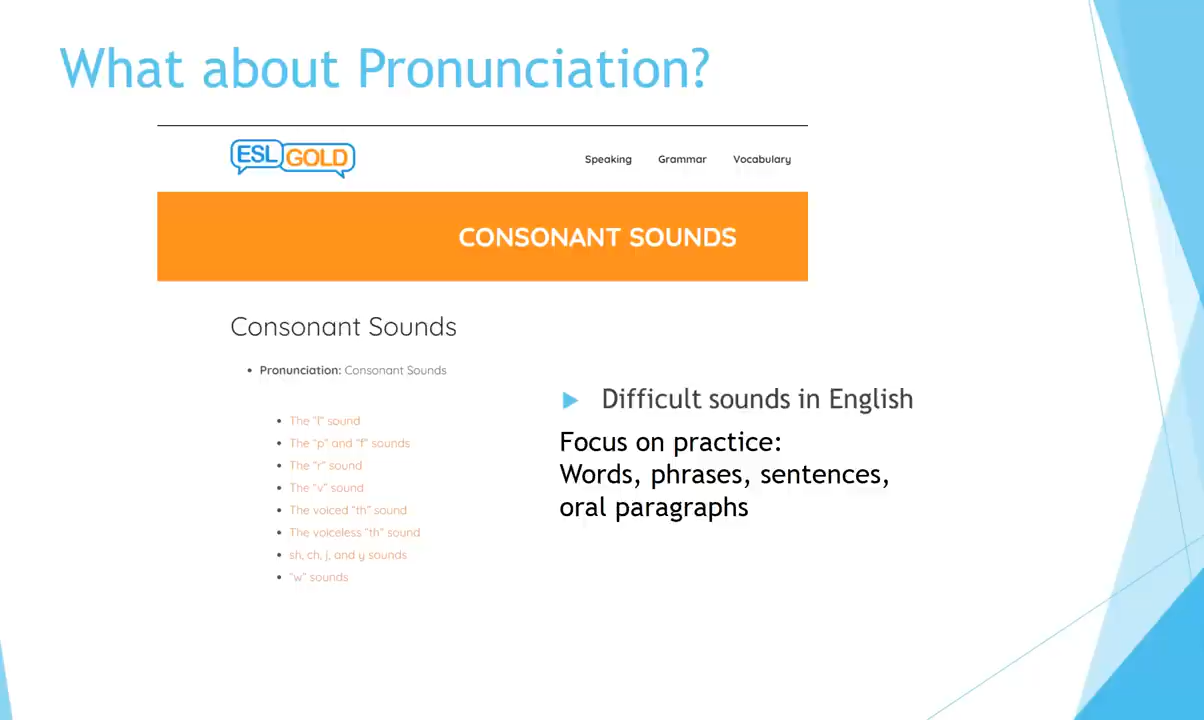 What about Pronunciation?
ESL GOLD
Speaking Grammar Vocabulary
CONSONANT SOUNDS
Consonant Sounds
• Pronunciation: Consonant Sounds
• The "l" sound
• The "p" and "f" sounds
• The "r" sound
• The "v" sound
• The voiced "th" sound
• The voiceless "th" sound
• sh, ch, j, and y sounds
• "w" sounds
Difficult sounds in English
Focus on practice:
Words, phrases, sentences,
oral paragraphs